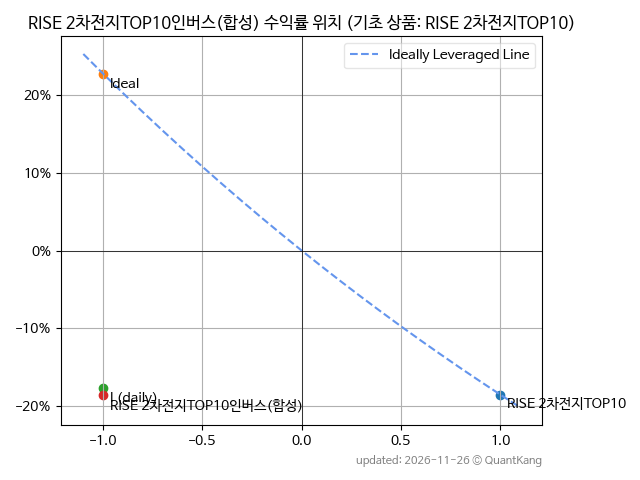 RISE 2차전지TOP10인버스(합성) 수익률 위치 (기초 상품: RISE 2차전지TOP10)
Ideally Leveraged Line
Ideal
20%
10%
0%
-10%
-20%
I (daily)
RISE 2차전지TOP10인버스(합성)
RISE 2차전지TOP10
-1.0 -0.5 0.0 0.5 1.0
updated: 2026-11-26 © QuantKang